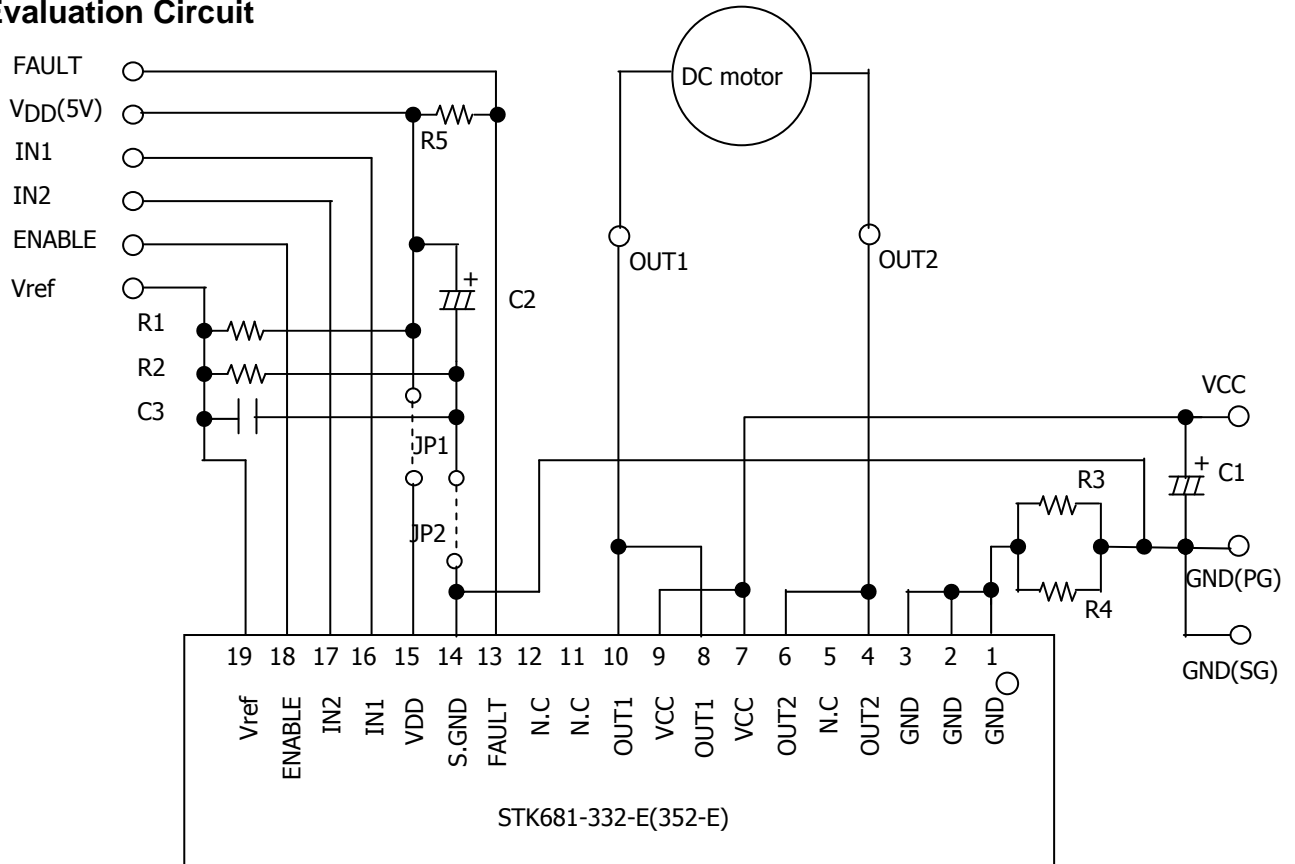 Evaluation Circuit
FAULT
VDD(5V)
IN1
IN2
ENABLE
Vref
R1
R2
C3
R5
C2
+
JP1
JP2
DC motor
OUT1
OUT2
VCC
C1
+
R3
R4
GND(PG)
GND(SG)
19 18 17 16 15 14 13 12 11 10 9 8 7 6 5 4 3 2 1
Vref
ENABLE
IN2
IN1
VDD
S.GND
FAULT
N.C
N.C
OUT1
VCC
OUT1
VCC
OUT2
N.C
OUT2
GND
GND
GND
STK681-332-E(352-E)